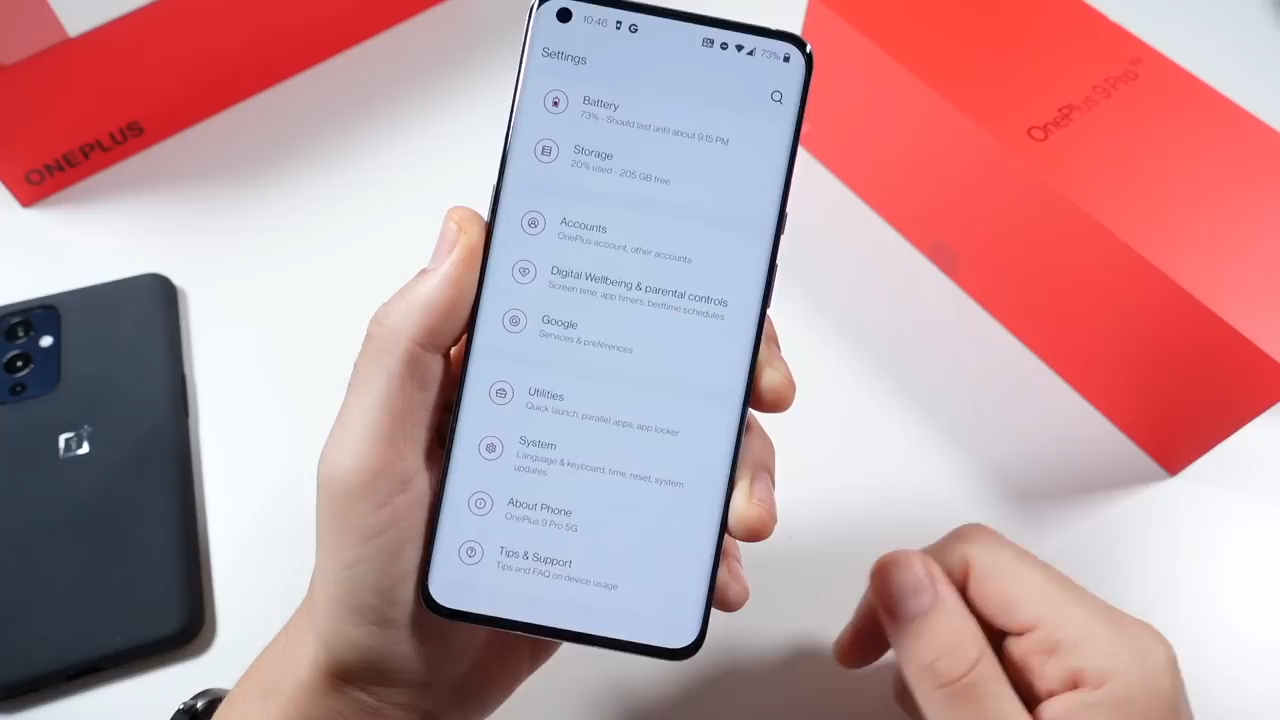 10:46
73%
Settings
Battery
73% - Should last until about 9:15 PM
Storage
20% used - 205 GB free
Accounts
OnePlus account, other accounts
Digital Wellbeing & parental controls
Screen time, app timers, bedtime schedules
Google
Services & preferences
Utilities
Quick launch, parallel apps, app locker
System
Language & keyboard, time, reset, system
updates
About Phone
OnePlus 9 Pro 5G
Tips & Support
Tips and FAQ on device usage
ONEPLUS
OnePlus 9 Pro